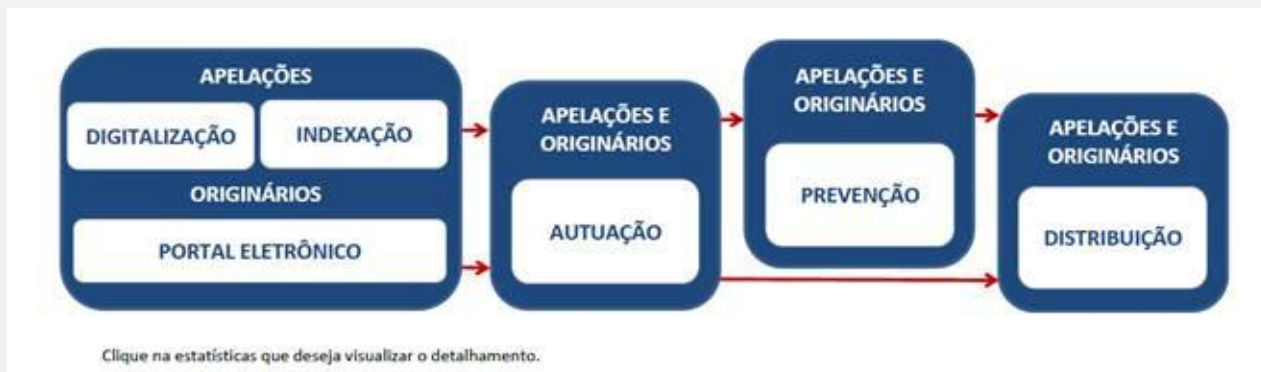 APELAÇÕES
DIGITALIZAÇÃO
INDEXAÇÃO
ORIGINÁRIOS
PORTAL ELETRÔNICO
APELAÇÕES E
ORIGINÁRIOS
AUTUAÇÃO
APELAÇÕES E
ORIGINÁRIOS
PREVENÇÃO
APELAÇÕES E
ORIGINÁRIOS
DISTRIBUIÇÃO
Clique na estatísticas que deseja visualizar o detalhamento.